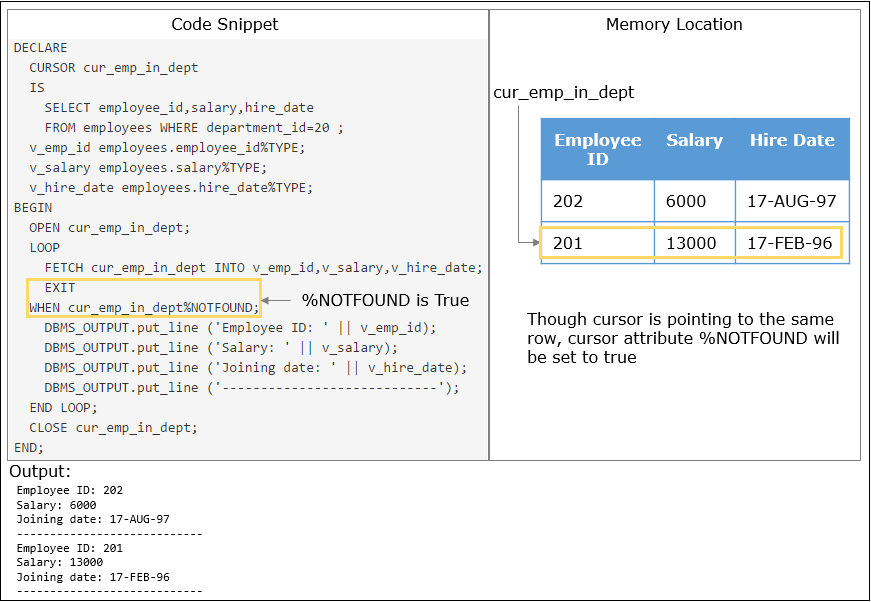 Code Snippet
Memory Location
DECLARE
CURSOR cur_emp_in_dept
IS
SELECT employee_id,salary,hire_date
FROM employees WHERE department_id=20 ;
v_emp_id employees.employee_id%TYPE;
v_salary employees.salary%TYPE;
v_hire_date employees.hire_date%TYPE;
BEGIN
OPEN cur_emp_in_dept;
LOOP
FETCH cur_emp_in_dept INTO v_emp_id,v_salary,v_hire_date;
EXIT
WHEN cur_emp_in_dept%NOTFOUND;
%NOTFOUND is True
DBMS_OUTPUT.put_line ('Employee ID: ' || v_emp_id);
DBMS_OUTPUT.put_line ('Salary: ' || v_salary);
DBMS_OUTPUT.put_line ('Joining date: ' || v_hire_date);
DBMS_OUTPUT.put_line ('----------------------------');
END LOOP;
CLOSE cur_emp_in_dept;
END;
cur_emp_in_dept
Employee ID Salary Hire Date
202 6000 17-AUG-97
201 13000 17-FEB-96
Though cursor is pointing to the same
row, cursor attribute %NOTFOUND will
be set to true
Output:
Employee ID: 202
Salary: 6000
Joining date: 17-AUG-97
----------------------------
Employee ID: 201
Salary: 13000
Joining date: 17-FEB-96
----------------------------